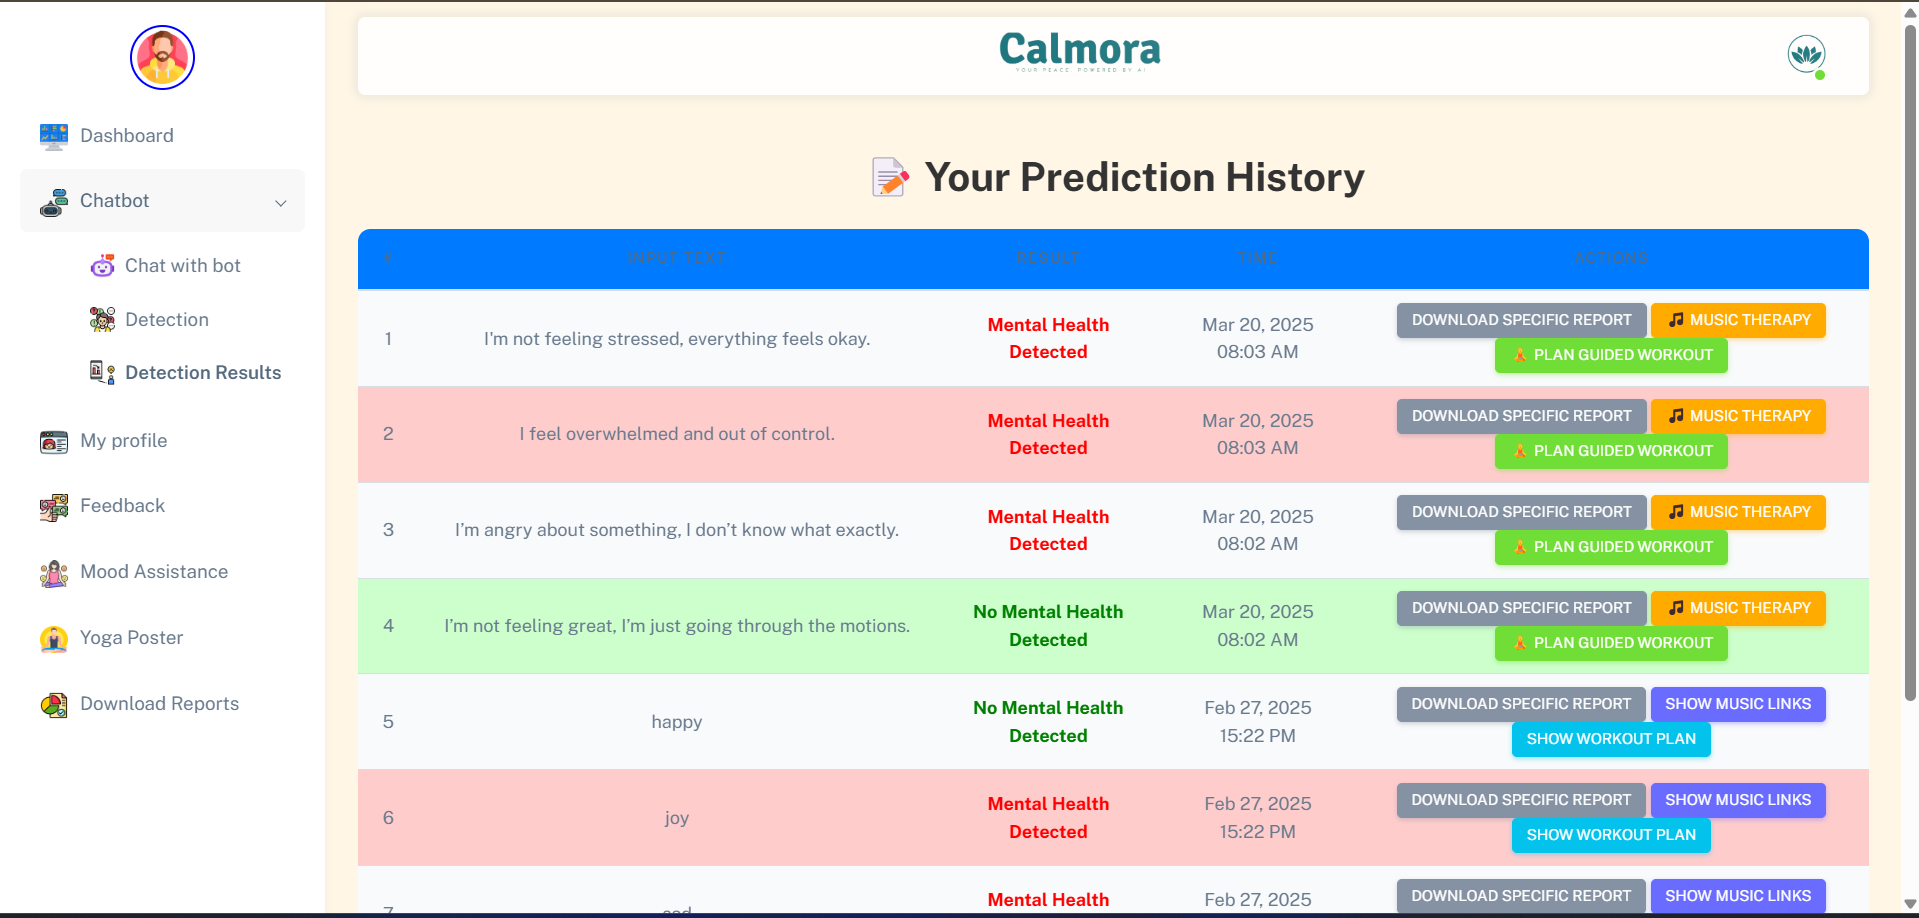 Calmora
YOUR PEACE, POWERED BY AI
Dashboard
Chatbot
Chat with bot
Detection
Detection Results
My profile
Feedback
Mood Assistance
Yoga Poster
Download Reports
Your Prediction History
# INPUT TEXT RESULT TIME ACTIONS
1 I'm not feeling stressed, everything feels okay. Mental Health Detected Mar 20, 2025 08:03 AM DOWNLOAD SPECIFIC REPORT MUSIC THERAPY PLAN GUIDED WORKOUT
2 I feel overwhelmed and out of control. Mental Health Detected Mar 20, 2025 08:03 AM DOWNLOAD SPECIFIC REPORT MUSIC THERAPY PLAN GUIDED WORKOUT
3 I’m angry about something, I don’t know what exactly. Mental Health Detected Mar 20, 2025 08:02 AM DOWNLOAD SPECIFIC REPORT MUSIC THERAPY PLAN GUIDED WORKOUT
4 I’m not feeling great, I’m just going through the motions. No Mental Health Detected Mar 20, 2025 08:02 AM DOWNLOAD SPECIFIC REPORT MUSIC THERAPY PLAN GUIDED WORKOUT
5 happy No Mental Health Detected Feb 27, 2025 15:22 PM DOWNLOAD SPECIFIC REPORT SHOW MUSIC LINKS SHOW WORKOUT PLAN
6 joy Mental Health Detected Feb 27, 2025 15:22 PM DOWNLOAD SPECIFIC REPORT SHOW MUSIC LINKS SHOW WORKOUT PLAN
Mental Health Feb 27, 2025 DOWNLOAD SPECIFIC REPORT SHOW MUSIC LINKS